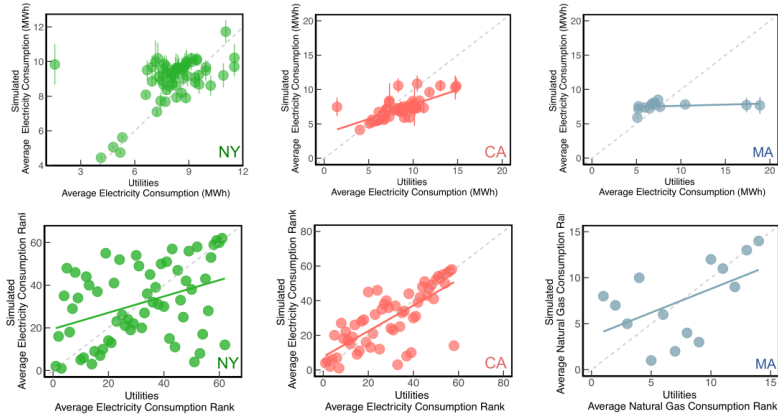 Simulated
Average Electricity Consumption (MWh)
12
10
8
6
4
3
6
9
12
NY
Utilities
Average Electricity Consumption (MWh)
Simulated
Average Electricity Consumption (MWh)
20
15
10
5
0
0
5
10
15
20
CA
Utilities
Average Electricity Consumption (MWh)
Simulated
Average Electricity Consumption (MWh)
20
15
10
5
0
0
5
10
15
20
MA
Utilities
Average Electricity Consumption (MWh)
Simulated
Average Electricity Consumption Rank
60
40
20
0
0
20
40
60
NY
Utilities
Average Electricity Consumption Rank
Simulated
Average Electricity Consumption Rank
80
60
40
20
0
0
20
40
60
80
CA
Utilities
Average Electricity Consumption Rank
Simulated
Average Natural Gas Consumption Ra
15
10
5
0
0
5
10
15
MA
Utilities
Average Natural Gas Consumption Rank